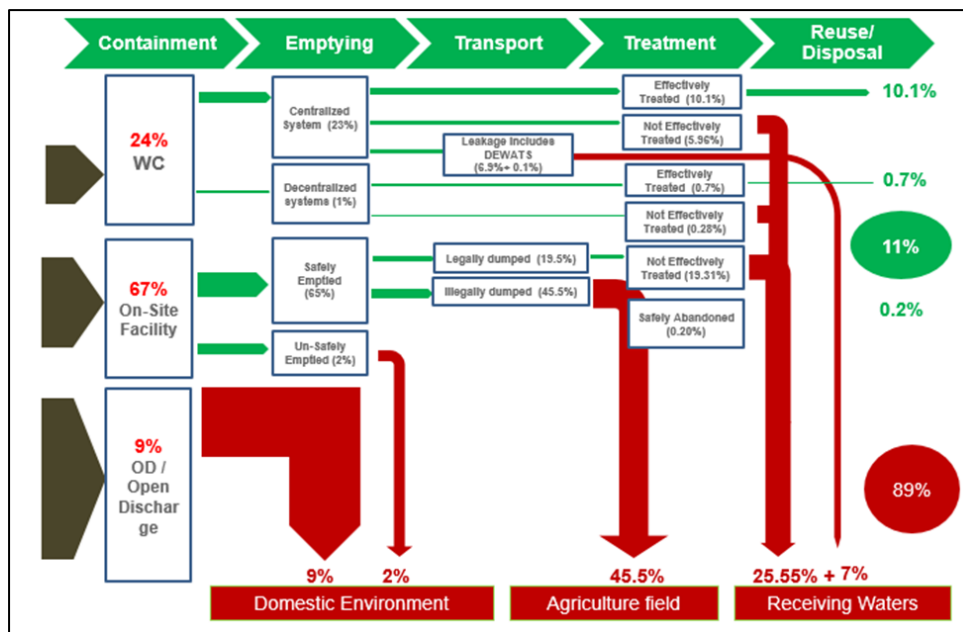 Containment
Emptying
Transport
Treatment
Reuse/
Disposal
24%
WC
Centralized
System (23%)
Decentralized
systems (1%)
Leakage Includes
DEWATS
(6.9%+ 0.1%)
Effectively
Treated (10.1%)
Not Effectively
Treated (5.96%)
Effectively
Treated (0.7%)
Not Effectively
Treated (0.28%)
10.1%
0.7%
11%
0.2%
67%
On-Site
Facility
Safely
Emptied
(65%)
Un-Safely
Emptied (2%)
Legally dumped (19.5%)
Illegally dumped (45.5%)
Not Effectively
Treated (19.31%)
Safely Abandoned
(0.20%)
9%
OD /
Open
Dischar
ge
89%
9%
2%
45.5%
25.55% + 7%
Domestic Environment
Agriculture field
Receiving Waters